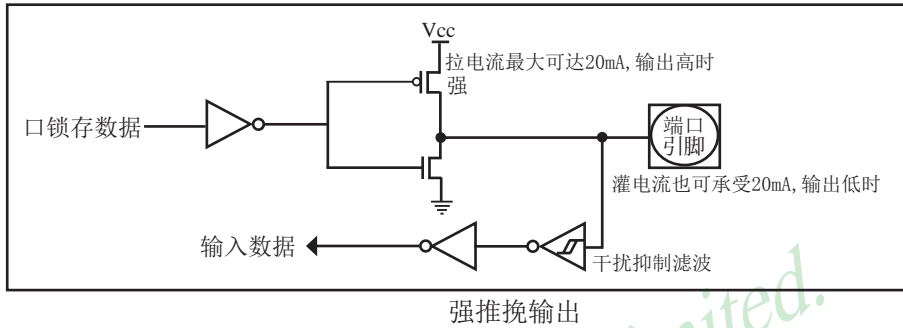 Vcc
拉电流最大可达20mA,输出高时
强
口锁存数据
端口
引脚
灌电流也可承受20mA,输出低时
输入数据
干扰抑制滤波
强推挽输出
ited.